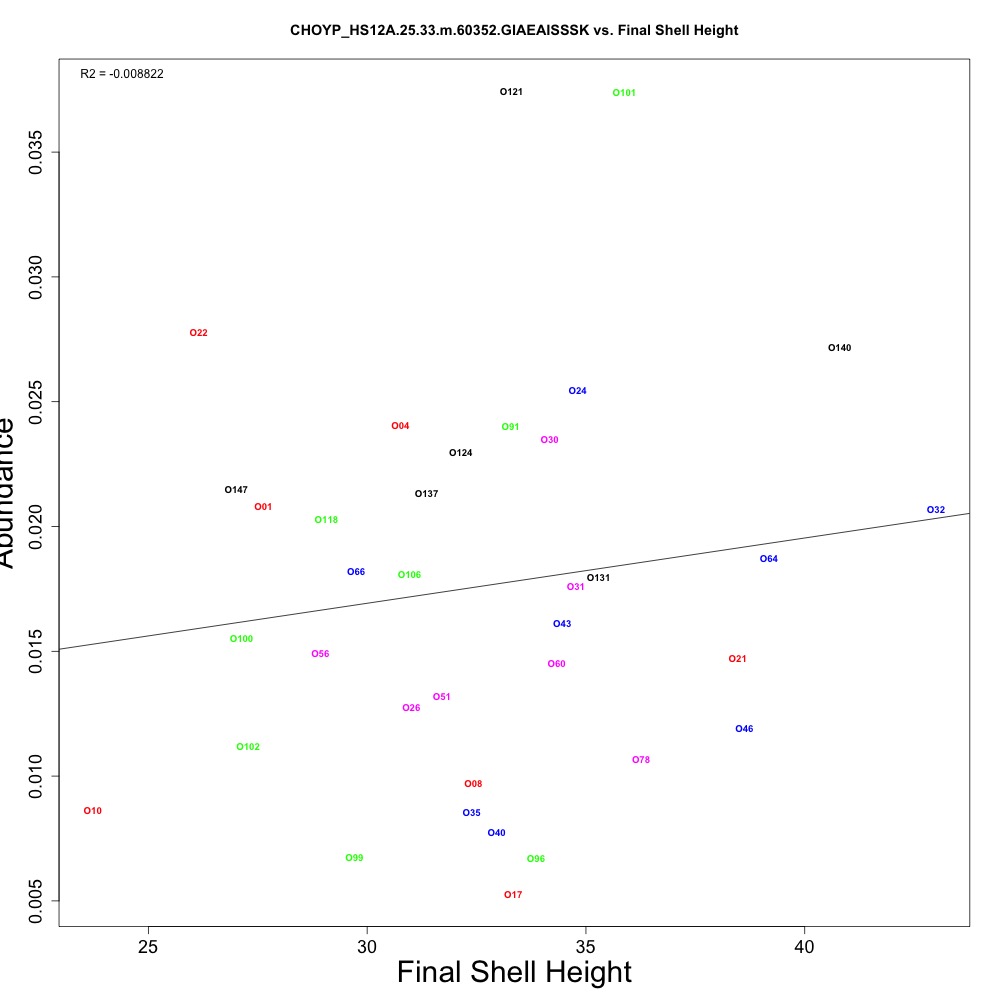 CHOYP_HS12A.25.33.m.60352.GIAEAISSSK vs. Final Shell Height
R2 = -0.008822
O121
O101
0.035
0.030
O22
O140
O24
0.025
O04
O91
O30
O124
O147
O137
O01
O32
O118
0.020
O64
O66
O106
O131
O31
O43
O100
O56
0.015
O21
O60
O51
O26
O46
O102
O78
0.010
O08
O10
O35
O40
O99
O96
O17
0.005
Abundance
25
30
35
40
Final Shell Height